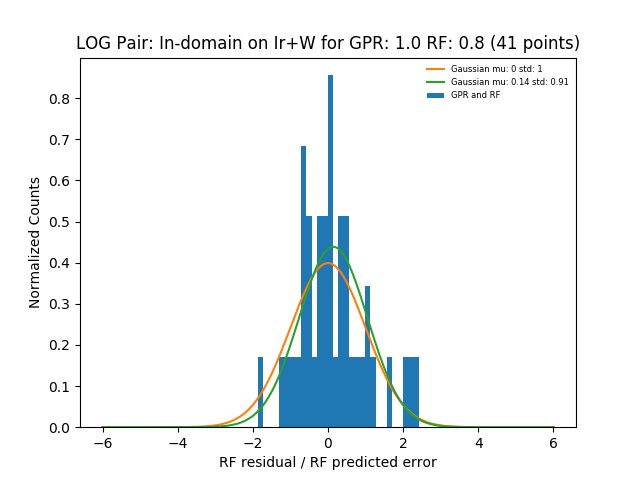 LOG Pair: In-domain on Ir+W for GPR: 1.0 RF: 0.8 (41 points)
Gaussian mu: 0 std: 1
Gaussian mu: 0.14 std: 0.91
GPR and RF
Normalized Counts
0.8
0.7
0.6
0.5
0.4
0.3
0.2
0.1
0.0
−6 −4 −2 0 2 4 6
RF residual / RF predicted error